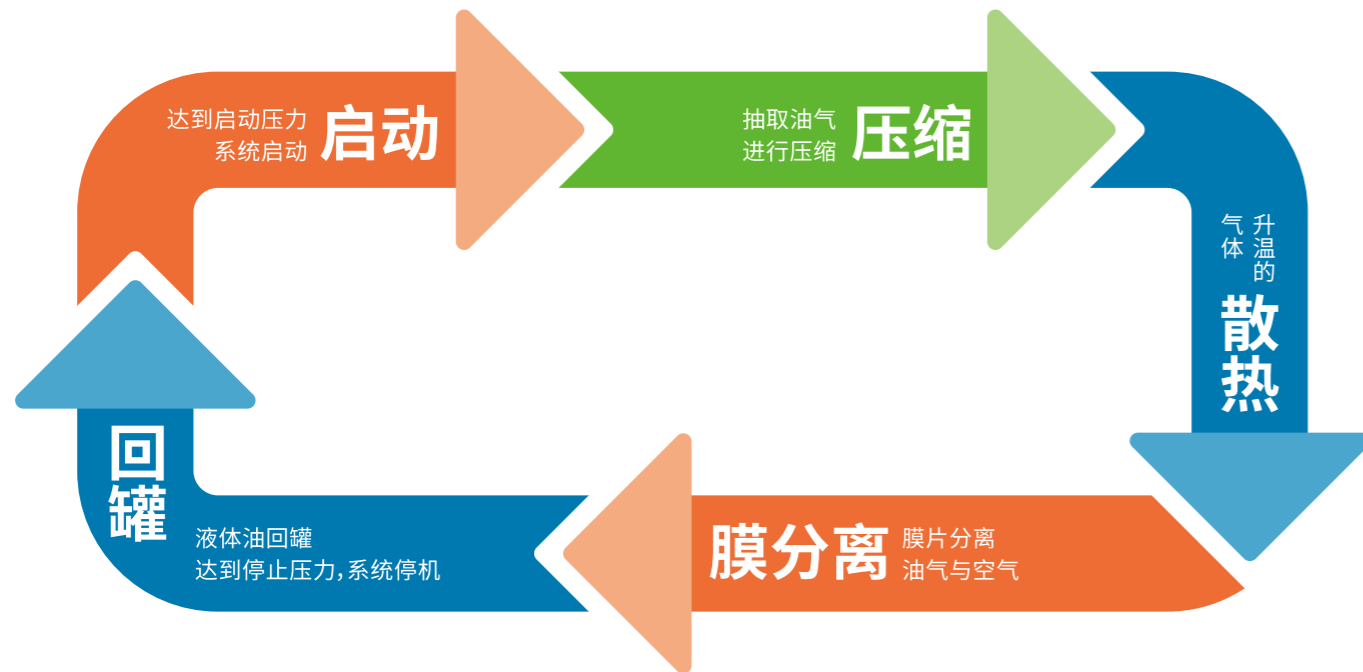 达到启动压力
系统启动
启动
抽取油气
进行压缩
压缩
升温的
气体
散热
膜分离
膜片分离
油气与空气
回罐
液体油回罐
达到停止压力,系统停机